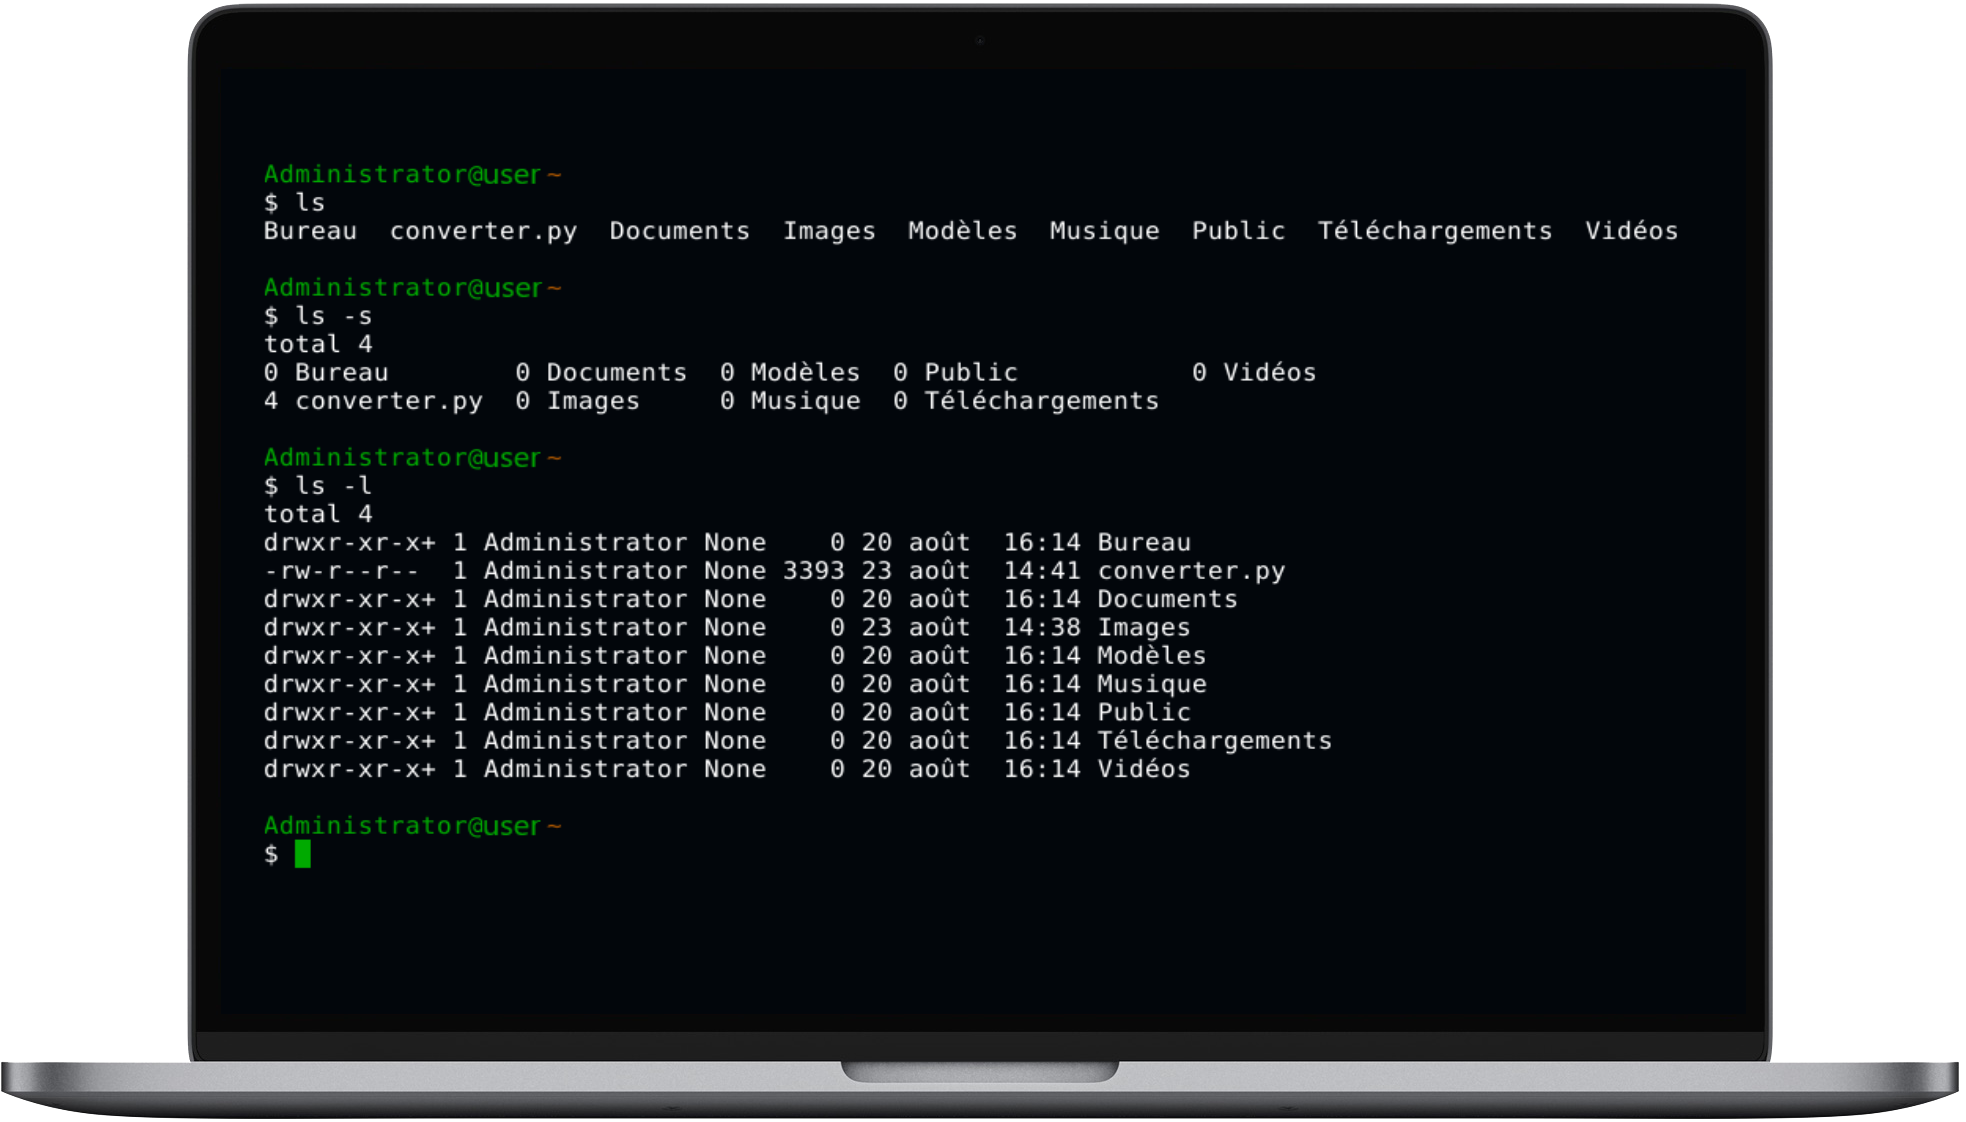 Administrator@user ~
$ ls
Bureau  converter.py  Documents  Images  Modèles  Musique  Public  Téléchargements  Vidéos
Administrator@user ~
$ ls -s
total 4
0 Bureau        0 Documents  0 Modèles  0 Public           0 Vidéos
4 converter.py  0 Images     0 Musique  0 Téléchargements
Administrator@user ~
$ ls -l
total 4
drwxr-xr-x+ 1 Administrator None    0 20 août  16:14 Bureau
-rw-r--r--  1 Administrator None 3393 23 août  14:41 converter.py
drwxr-xr-x+ 1 Administrator None    0 20 août  16:14 Documents
drwxr-xr-x+ 1 Administrator None    0 23 août  14:38 Images
drwxr-xr-x+ 1 Administrator None    0 20 août  16:14 Modèles
drwxr-xr-x+ 1 Administrator None    0 20 août  16:14 Musique
drwxr-xr-x+ 1 Administrator None    0 20 août  16:14 Public
drwxr-xr-x+ 1 Administrator None    0 20 août  16:14 Téléchargements
drwxr-xr-x+ 1 Administrator None    0 20 août  16:14 Vidéos
Administrator@user ~
$